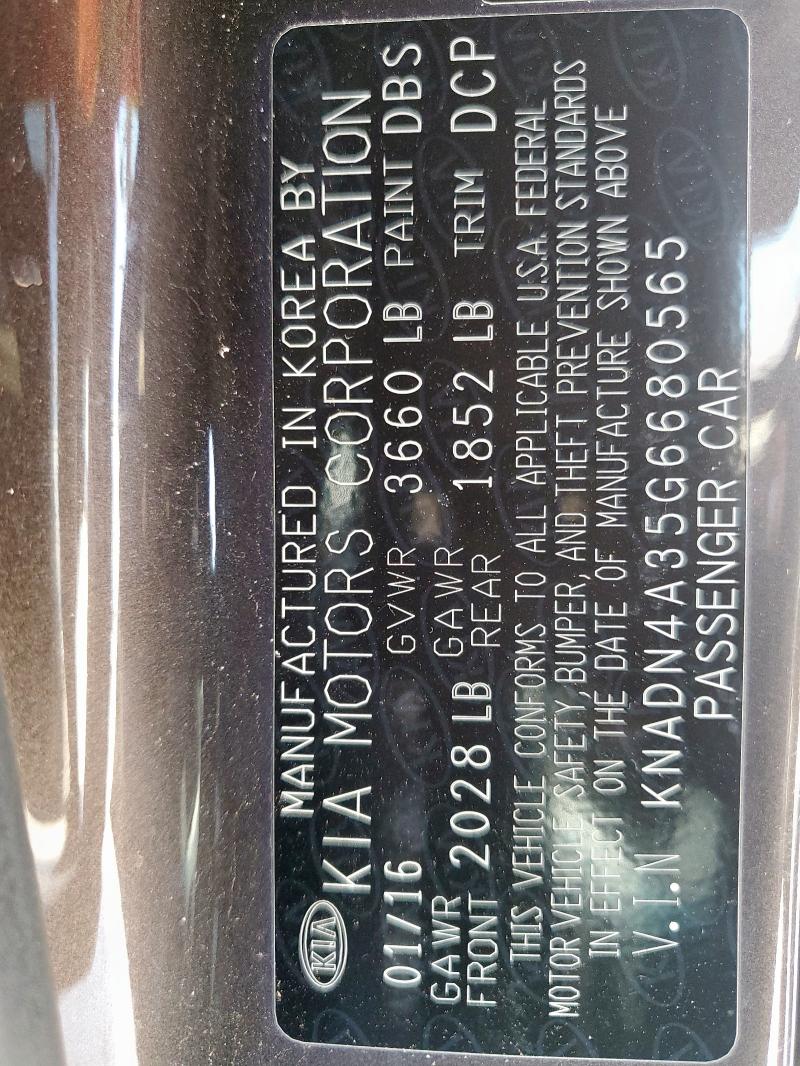 KIA
MANUFACTURED IN KOREA BY
KIA MOTORS CORPORATION
01/16 GVWR 3660 LB PAINT DBS
GAWR FRONT 2028 LB GAWR REAR 1852 LB TRIM DCP
THIS VEHICLE CONFORMS TO ALL APPLICABLE U.S.A. FEDERAL
MOTOR VEHICLE SAFETY, BUMPER, AND THEFT PREVENTION STANDARDS
IN EFFECT ON THE DATE OF MANUFACTURE SHOWN ABOVE
V.I.N KNADN4A35G6680565
PASSENGER CAR